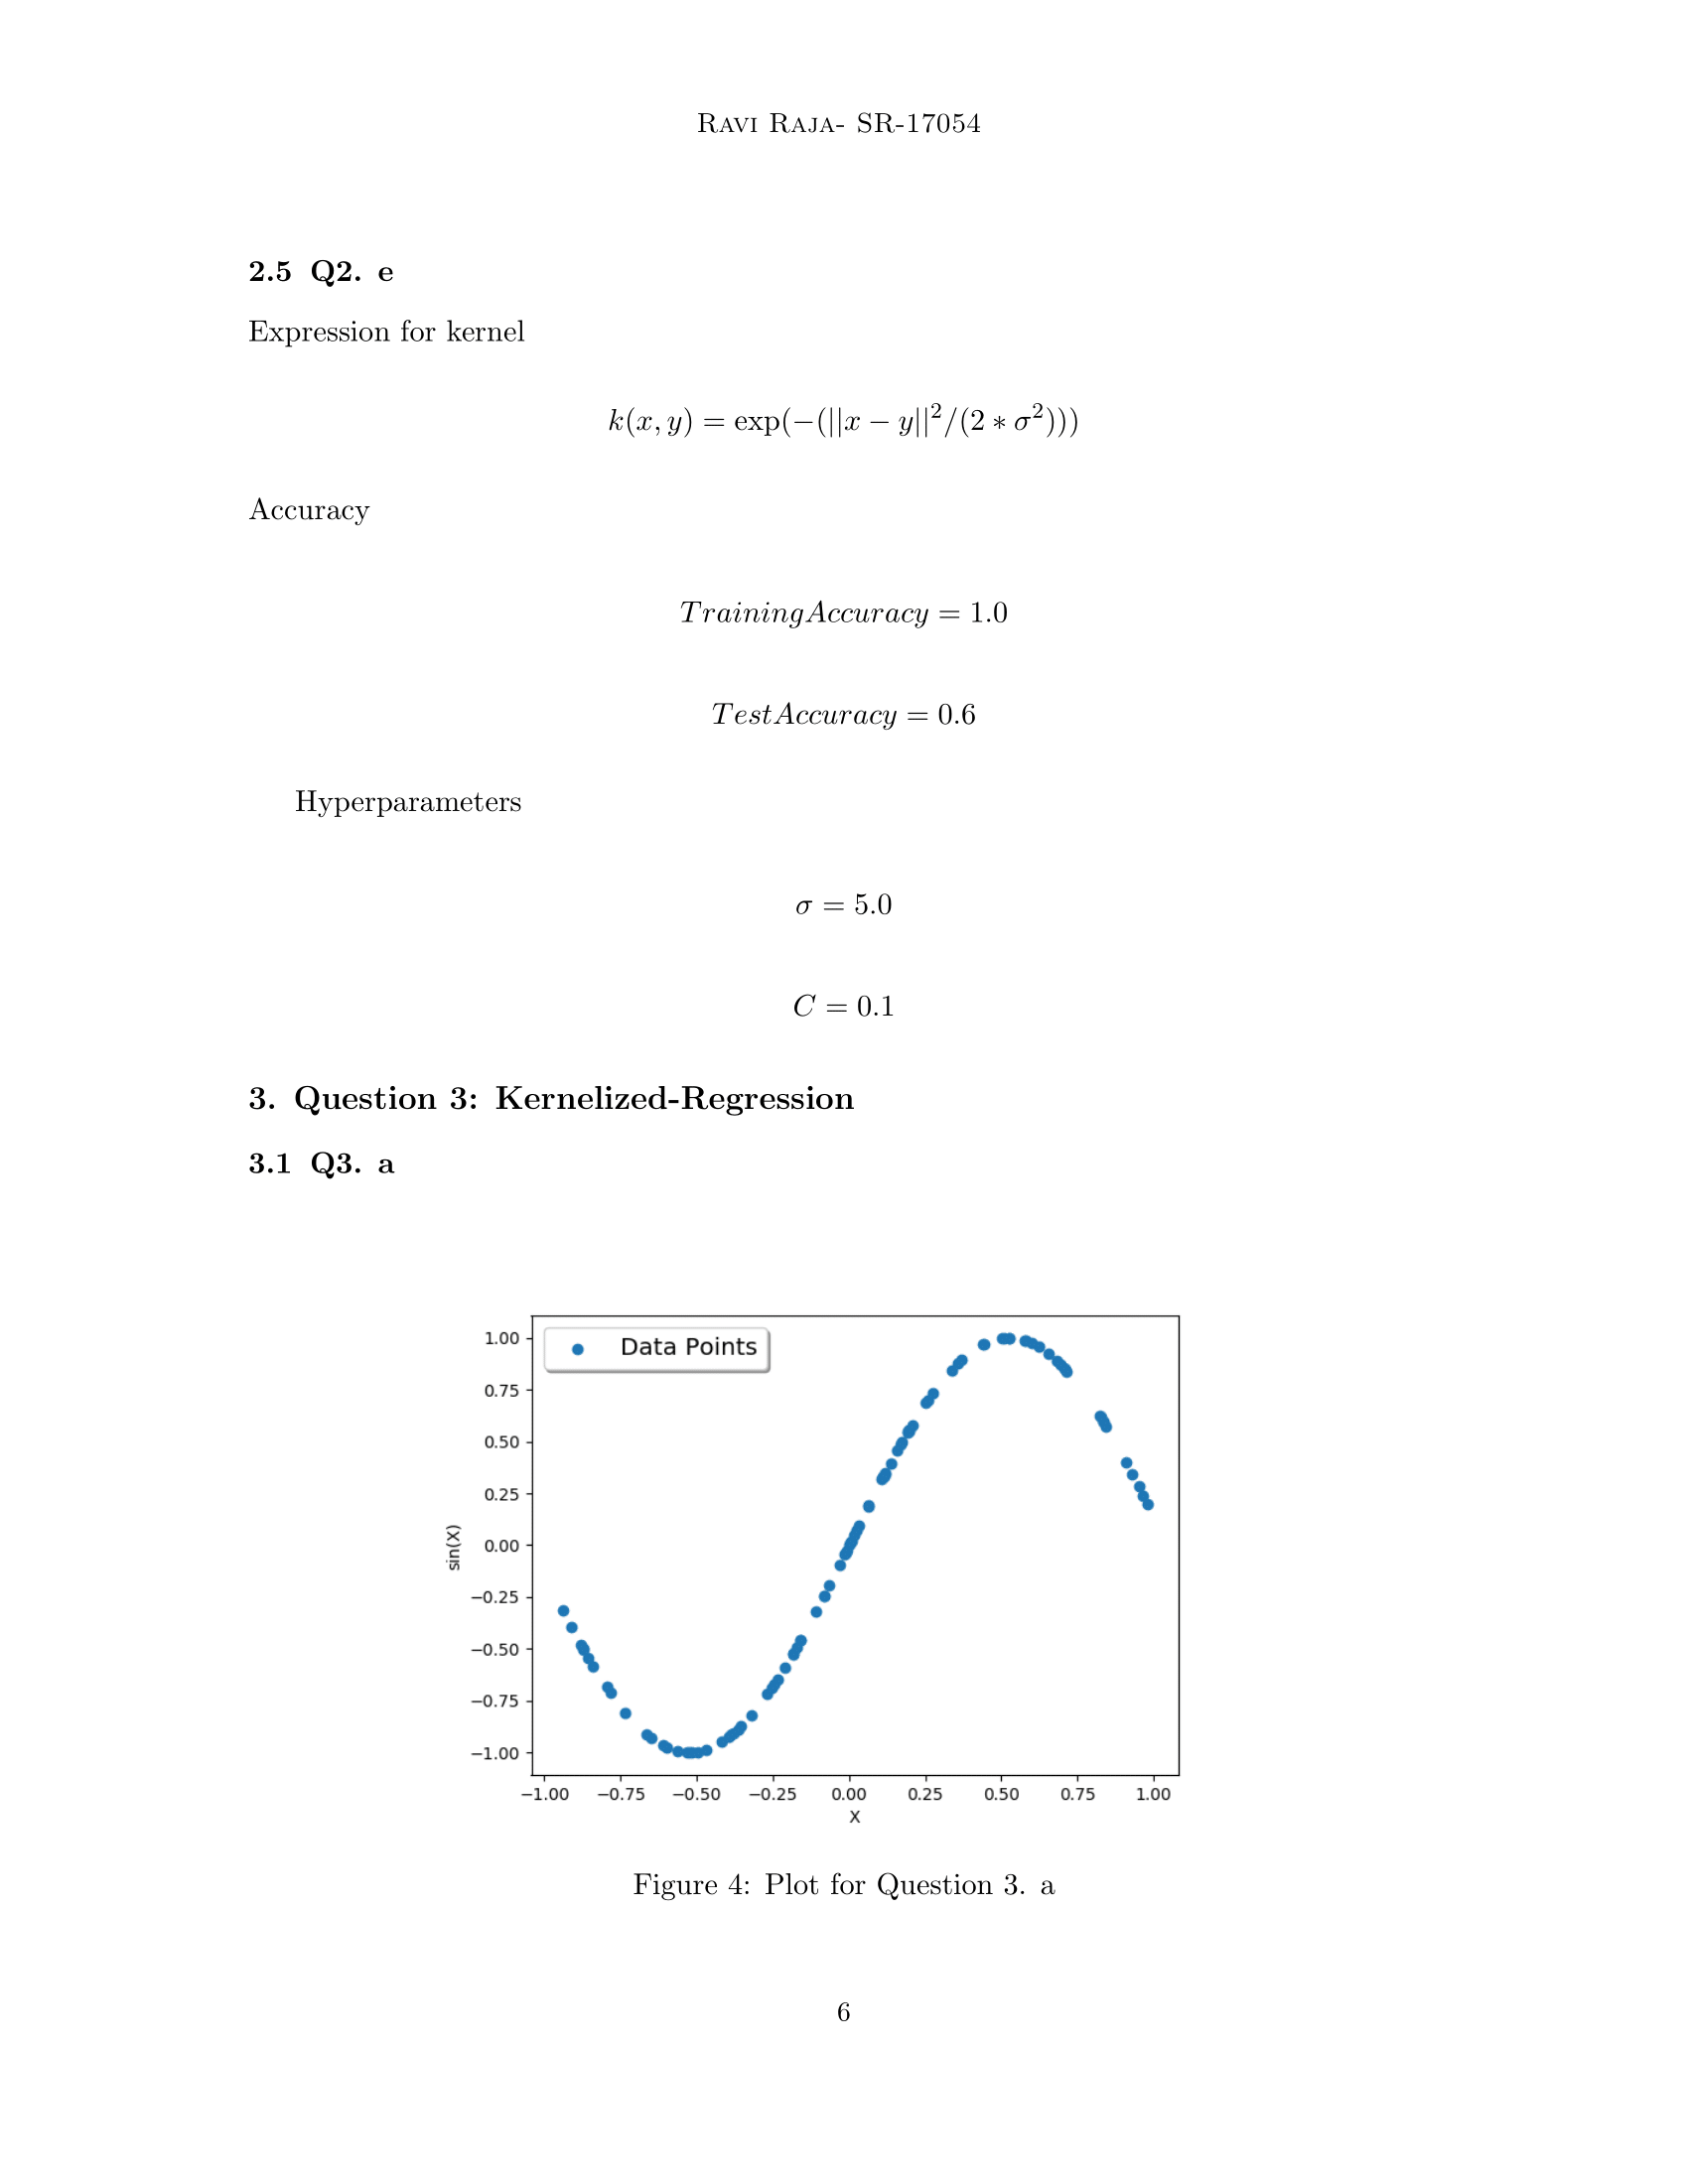 Ravi Raja- SR-17054
2.5 Q2. e
Expression for kernel
k(x, y) = exp(−(||x − y||²/(2 ∗ σ²)))
Accuracy
TrainingAccuracy = 1.0
TestAccuracy = 0.6
Hyperparameters
σ = 5.0
C = 0.1
3. Question 3: Kernelized-Regression
3.1 Q3. a
Data Points
1.00
0.75
0.50
0.25
0.00
−0.25
−0.50
−0.75
−1.00
sin(X)
−1.00 −0.75 −0.50 −0.25 0.00 0.25 0.50 0.75 1.00
X
Figure 4: Plot for Question 3. a
6